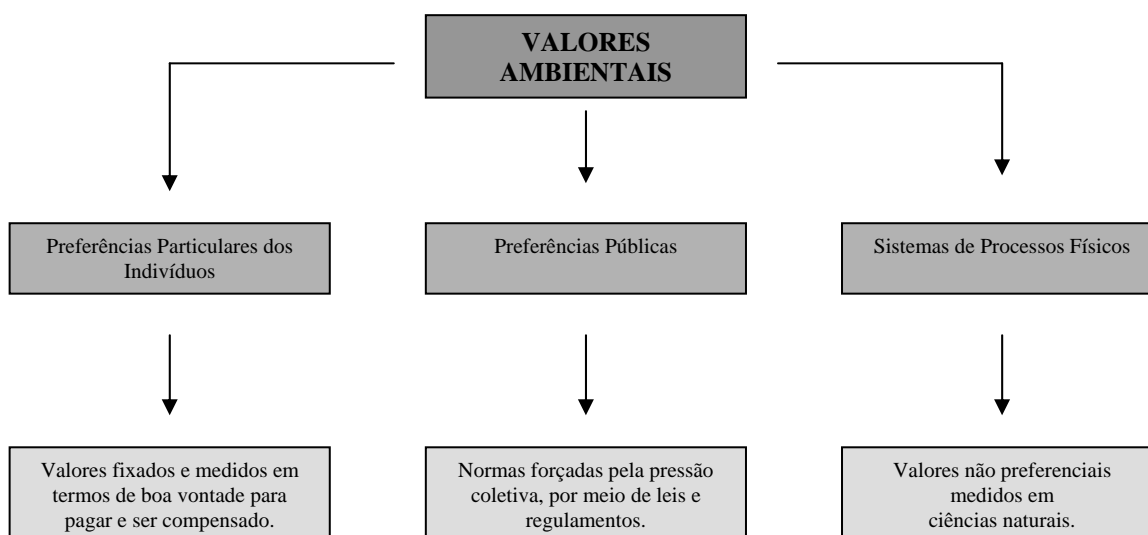 VALORES
AMBIENTAIS
Preferências Particulares dos
Indivíduos
Preferências Públicas
Sistemas de Processos Físicos
Valores fixados e medidos em
termos de boa vontade para
pagar e ser compensado.
Normas forçadas pela pressão
coletiva, por meio de leis e
regulamentos.
Valores não preferenciais
medidos em
ciências naturais.